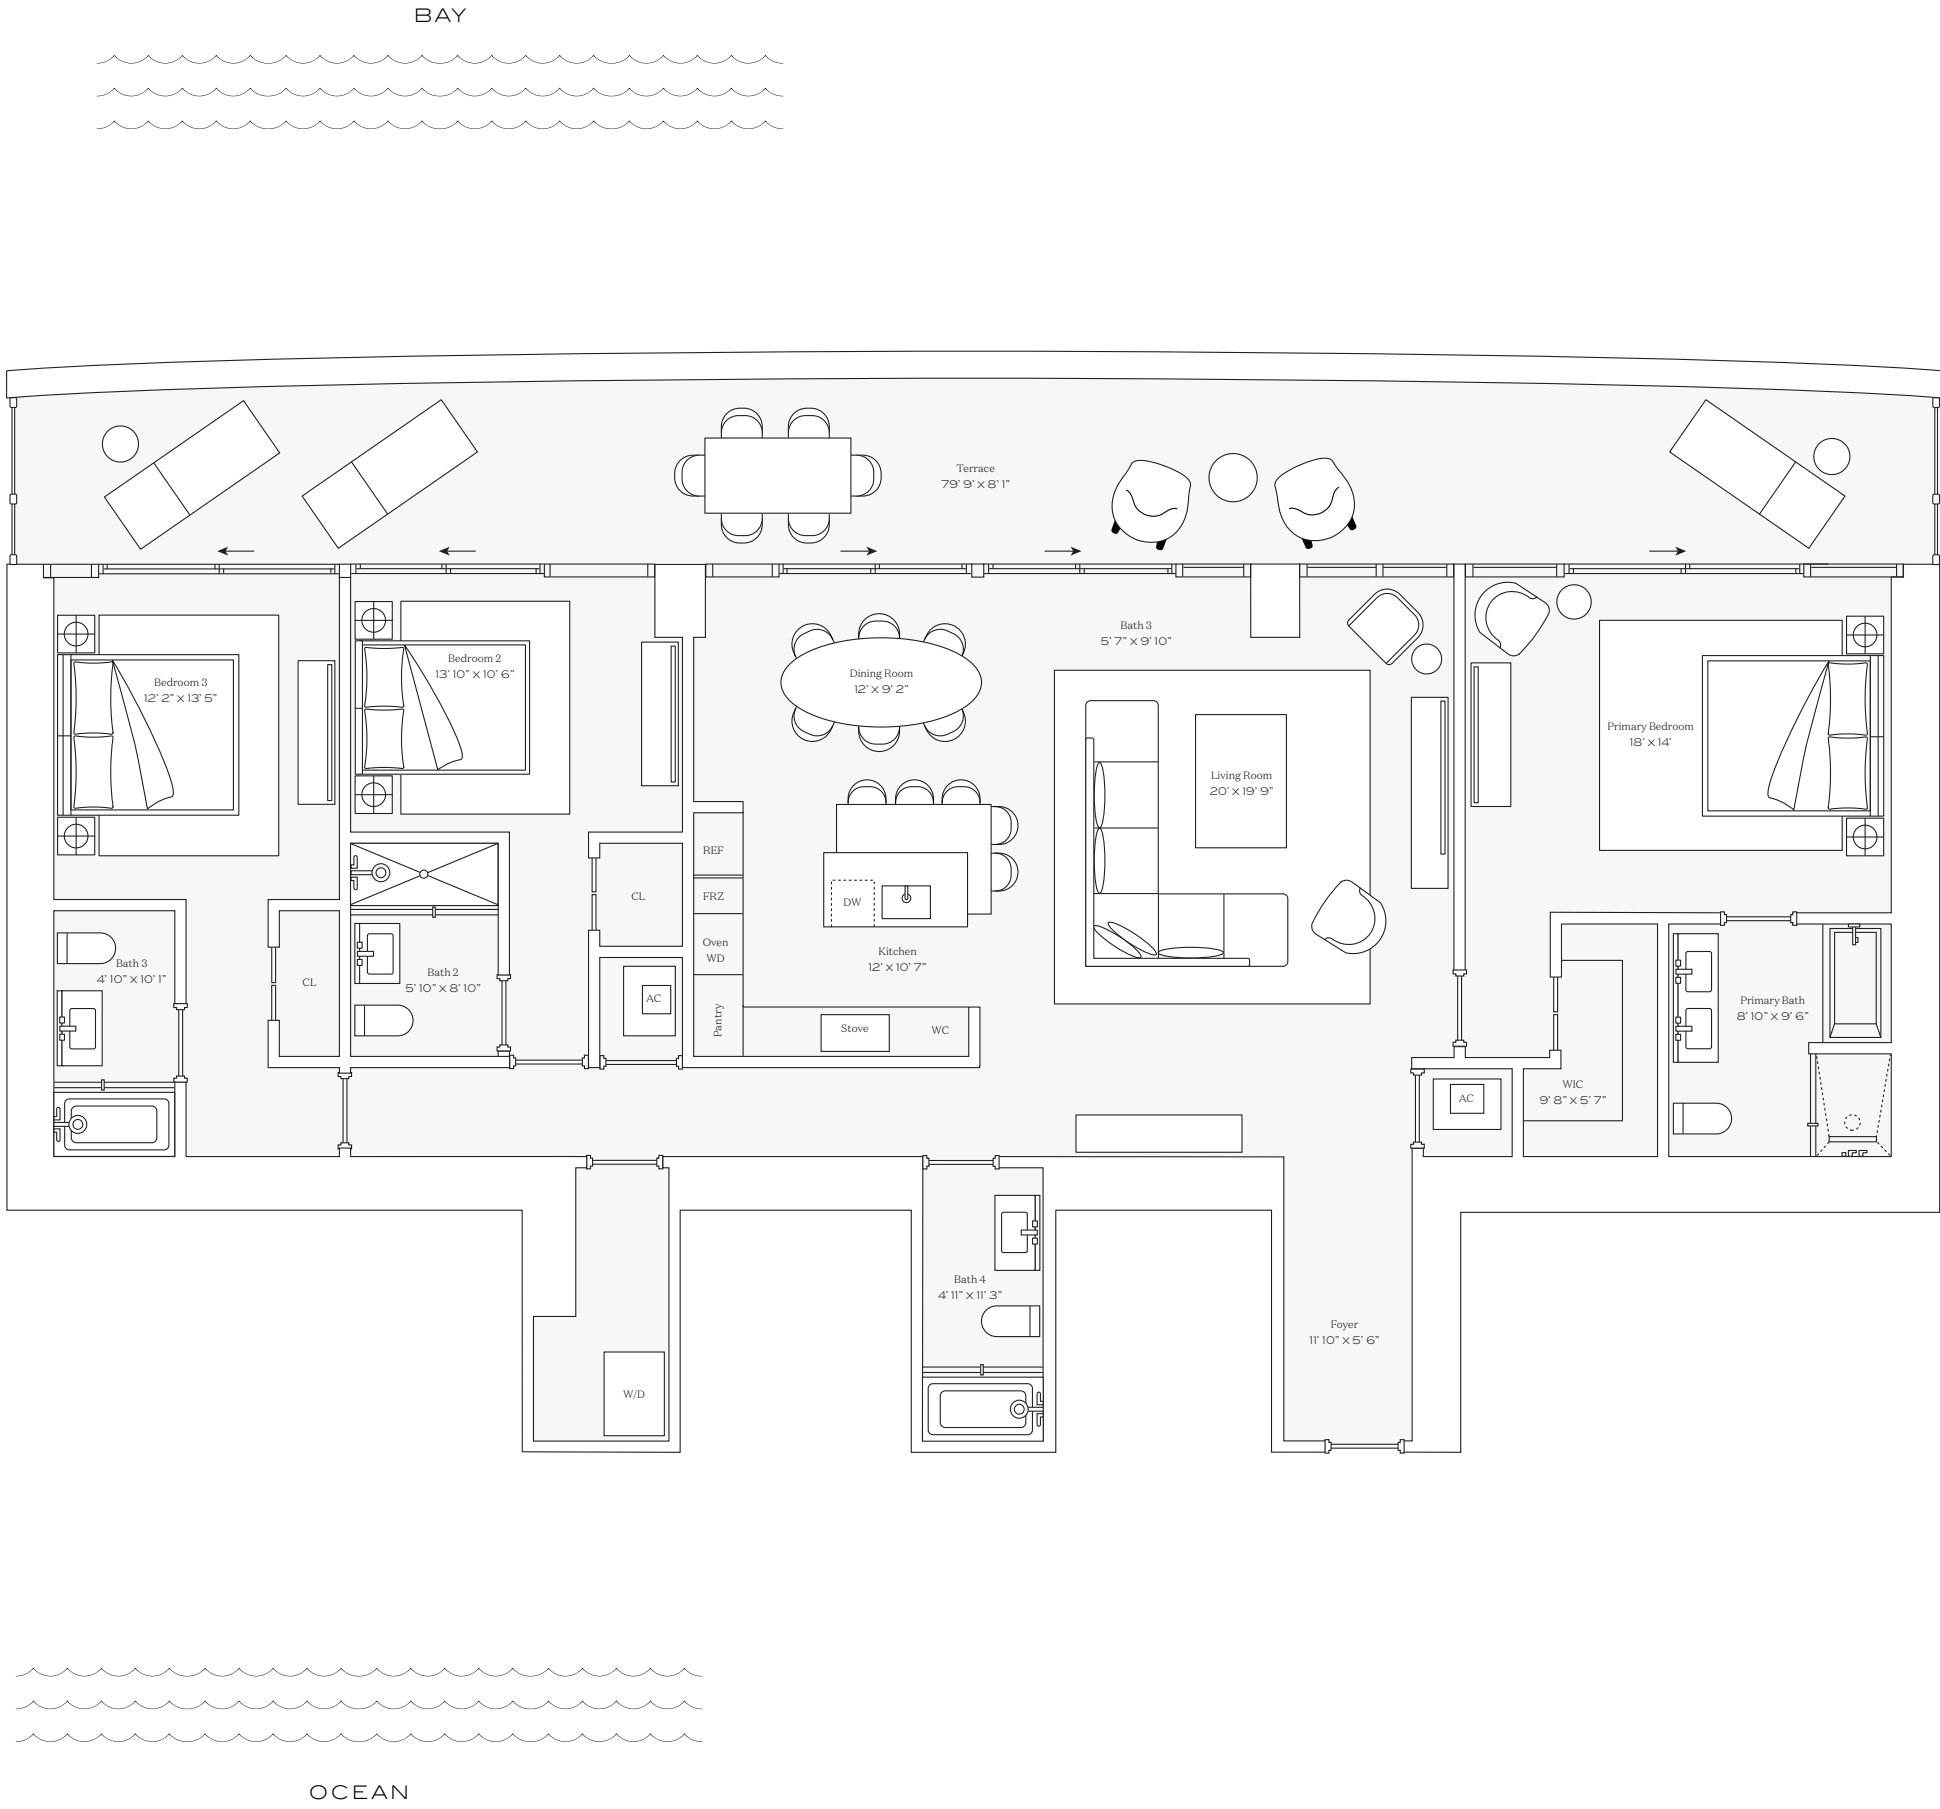 BAY
Terrace
79' 9' x 8' 1"
Bath 3
5' 7" x 9' 10"
Bedroom 2
13' 10" x 10' 6"
Dining Room
12' x 9' 2"
Bedroom 3
12' 2" x 13' 5"
Primary Bedroom
18' x 14'
Living Room
20' x 19' 9"
REF
CL
FRZ
DW
Oven
WD
Kitchen
12' x 10' 7"
Bath 3
4' 10" x 10' 1"
Bath 2
5' 10" x 8' 10"
CL
AC
Pantry
Stove
WC
Primary Bath
8' 10" x 9' 6"
WIC
9' 8" x 5' 7"
AC
Bath 4
4' 11" x 11' 3"
Foyer
11' 10" x 5' 6"
W/D
OCEAN